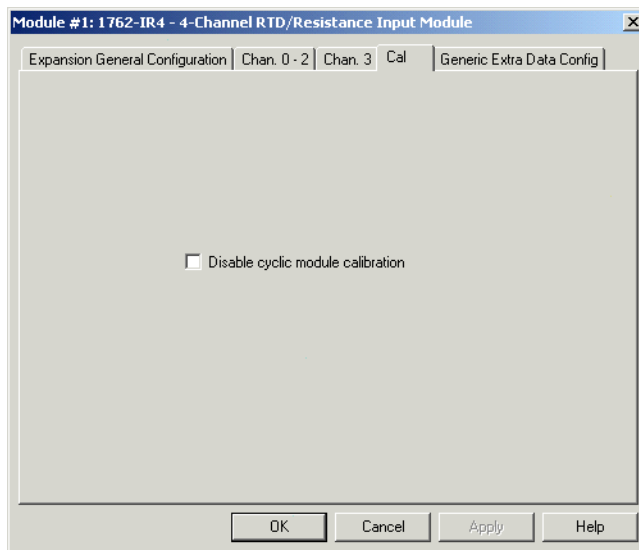 Module #1: 1762-IR4 - 4-Channel RTD/Resistance Input Module
Expansion General Configuration Chan. 0 - 2 Chan. 3 Cal Generic Extra Data Config
Disable cyclic module calibration
OK Cancel Apply Help